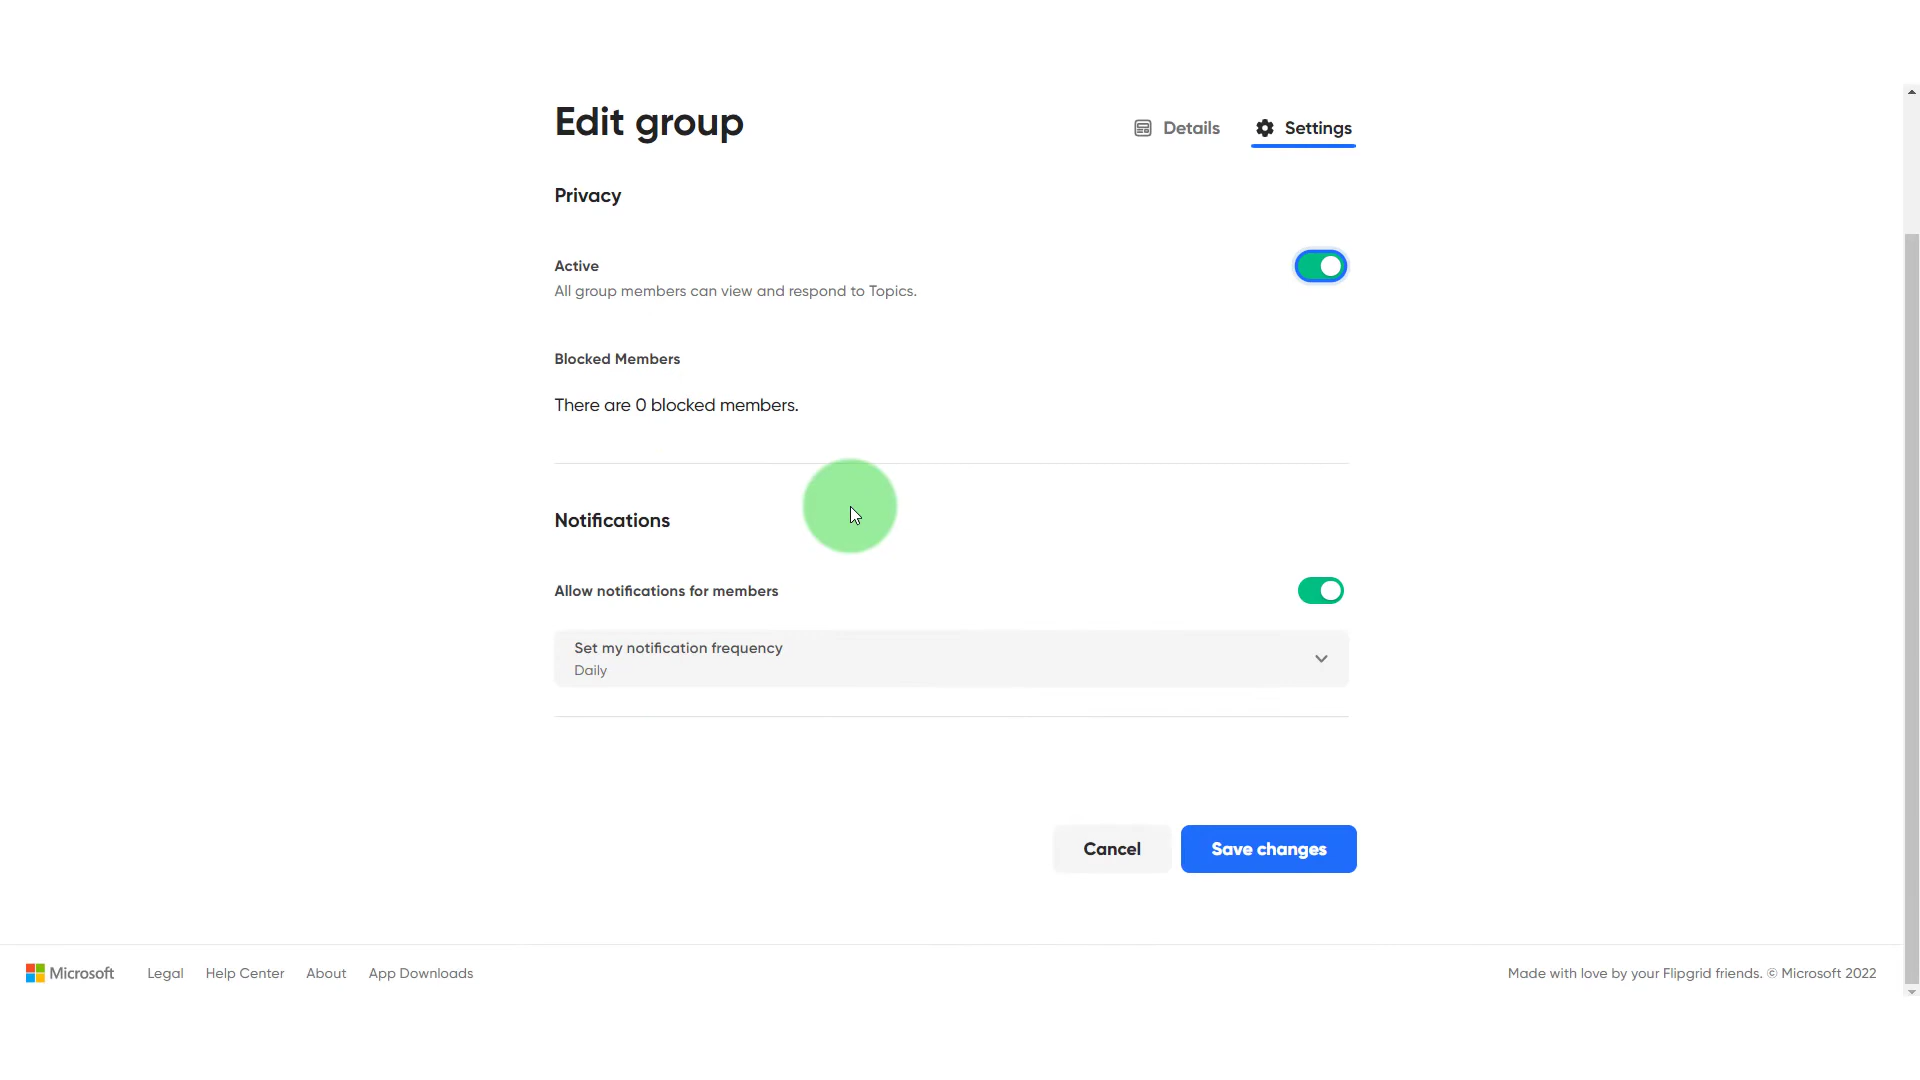 Edit group
Details
Settings
Privacy
Active
All group members can view and respond to Topics.
Blocked Members
There are 0 blocked members.
Notifications
Allow notifications for members
Set my notification frequency
Daily
Cancel
Save changes
Microsoft
Legal
Help Center
About
App Downloads
Made with love by your Flipgrid friends. © Microsoft 2022